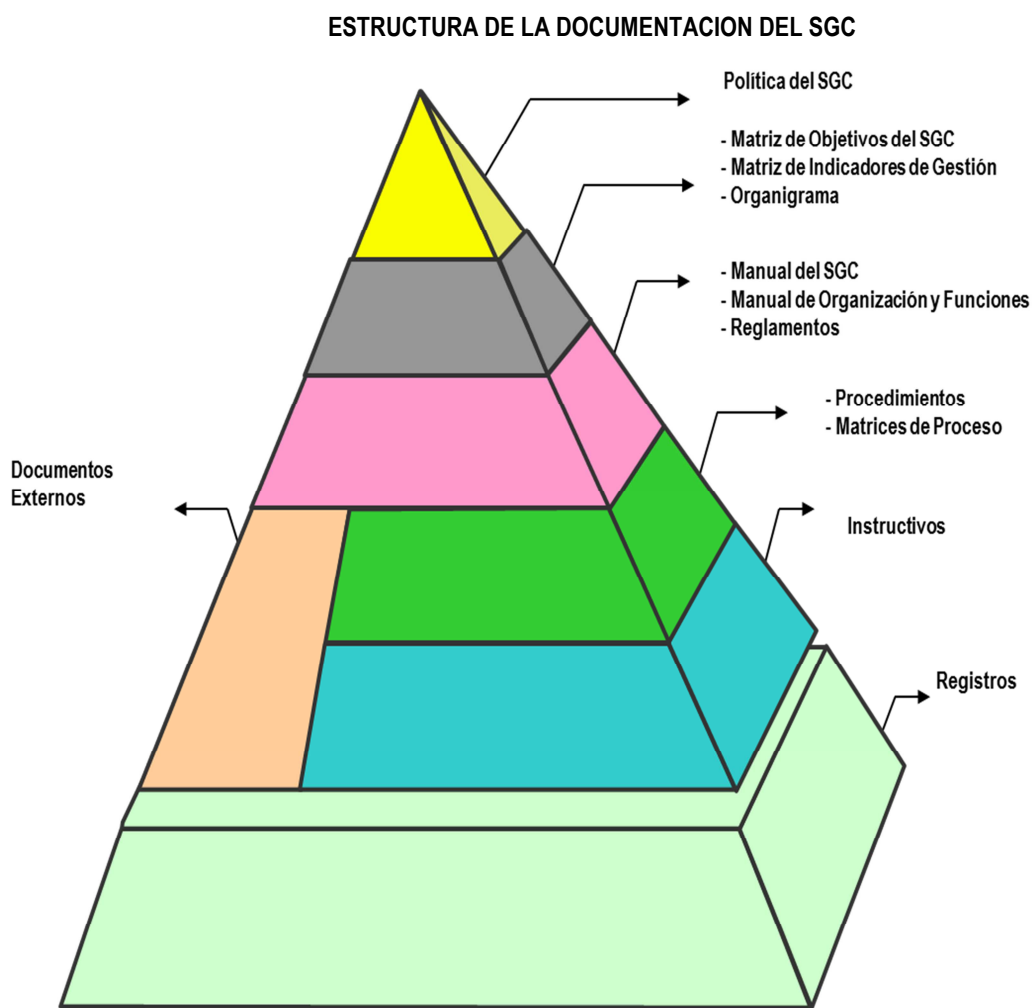 ESTRUCTURA DE LA DOCUMENTACION DEL SGC
Política del SGC
- Matriz de Objetivos del SGC
- Matriz de Indicadores de Gestión
- Organigrama
- Manual del SGC
- Manual de Organización y Funciones
- Reglamentos
- Procedimientos
- Matrices de Proceso
Documentos
Externos
Instructivos
Registros